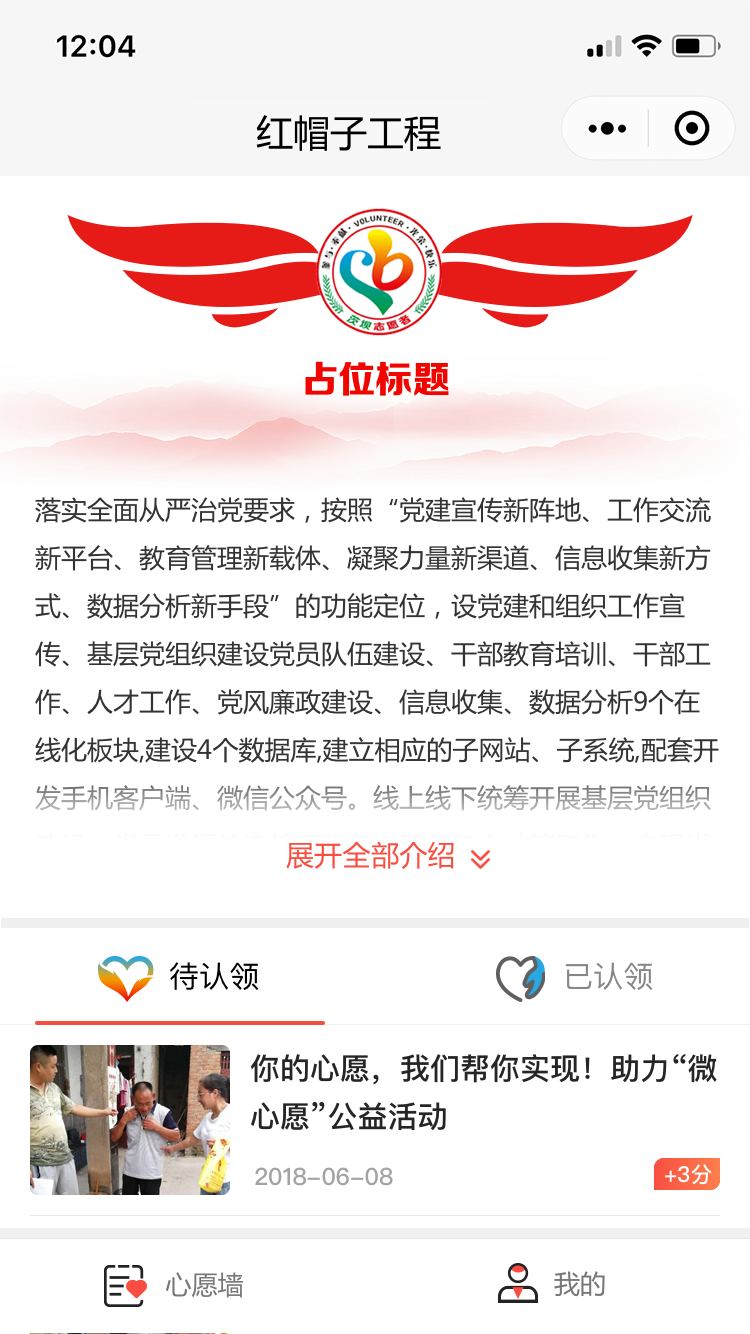 12:04
红帽子工程
参与·奉献·VOLUNTEER·光荣·快乐
茨坝志愿者
占位标题
落实全面从严治党要求，按照“党建宣传新阵地、工作交流
新平台、教育管理新载体、凝聚力量新渠道、信息收集新方
式、数据分析新手段”的功能定位，设党建和组织工作宣
传、基层党组织建设党员队伍建设、干部教育培训、干部工
作、人才工作、党风廉政建设、信息收集、数据分析9个在
线化板块,建设4个数据库,建立相应的子网站、子系统,配套开
发手机客户端、微信公众号。线上线下统筹开展基层党组织
展开全部介绍
待认领
已认领
你的心愿，我们帮你实现！助力“微
心愿”公益活动
2018-06-08
+3分
心愿墙
我的